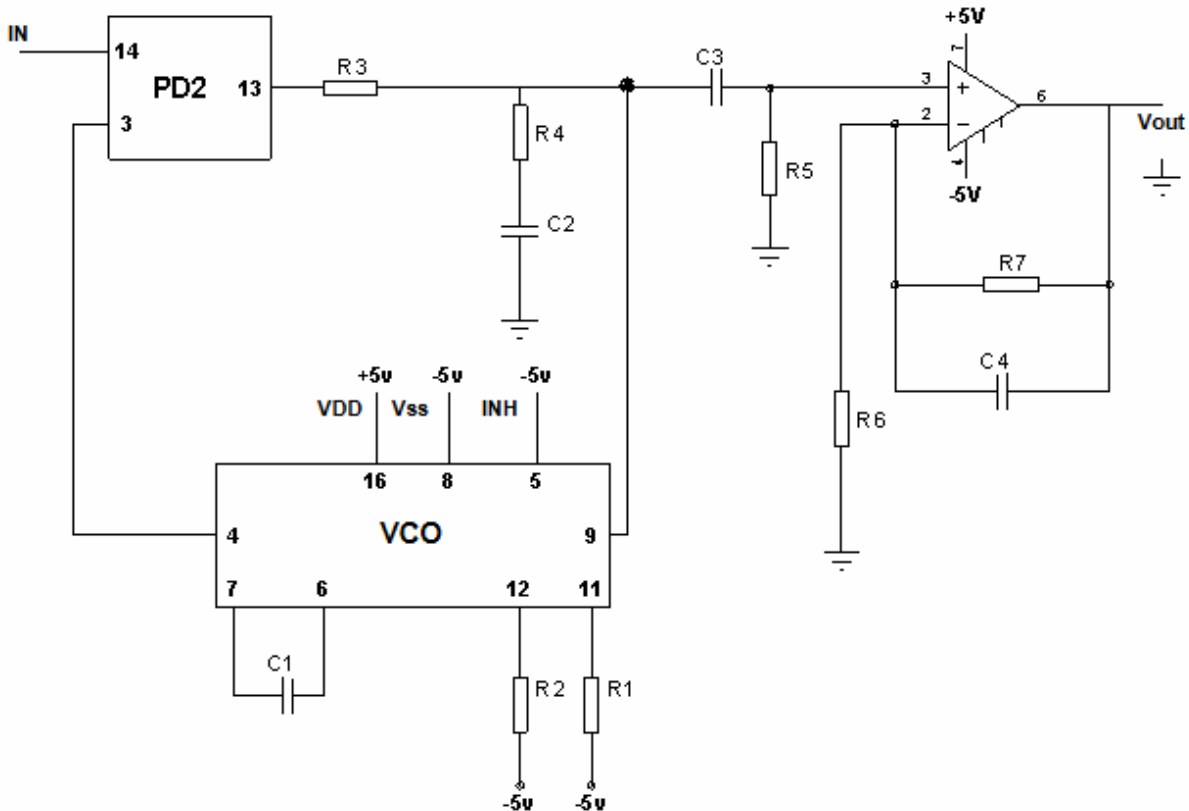 IN
+5V
C3
14
R3
7
PD2
13
3
+
6
3
2
−
Vout
R4
4
R5
-5V
C2
R7
+5v
-5v
-5v
C4
VDD
Vss
INH
R6
16
8
5
4
VCO
9
7
6
12
11
C1
R2
R1
-5v
-5v